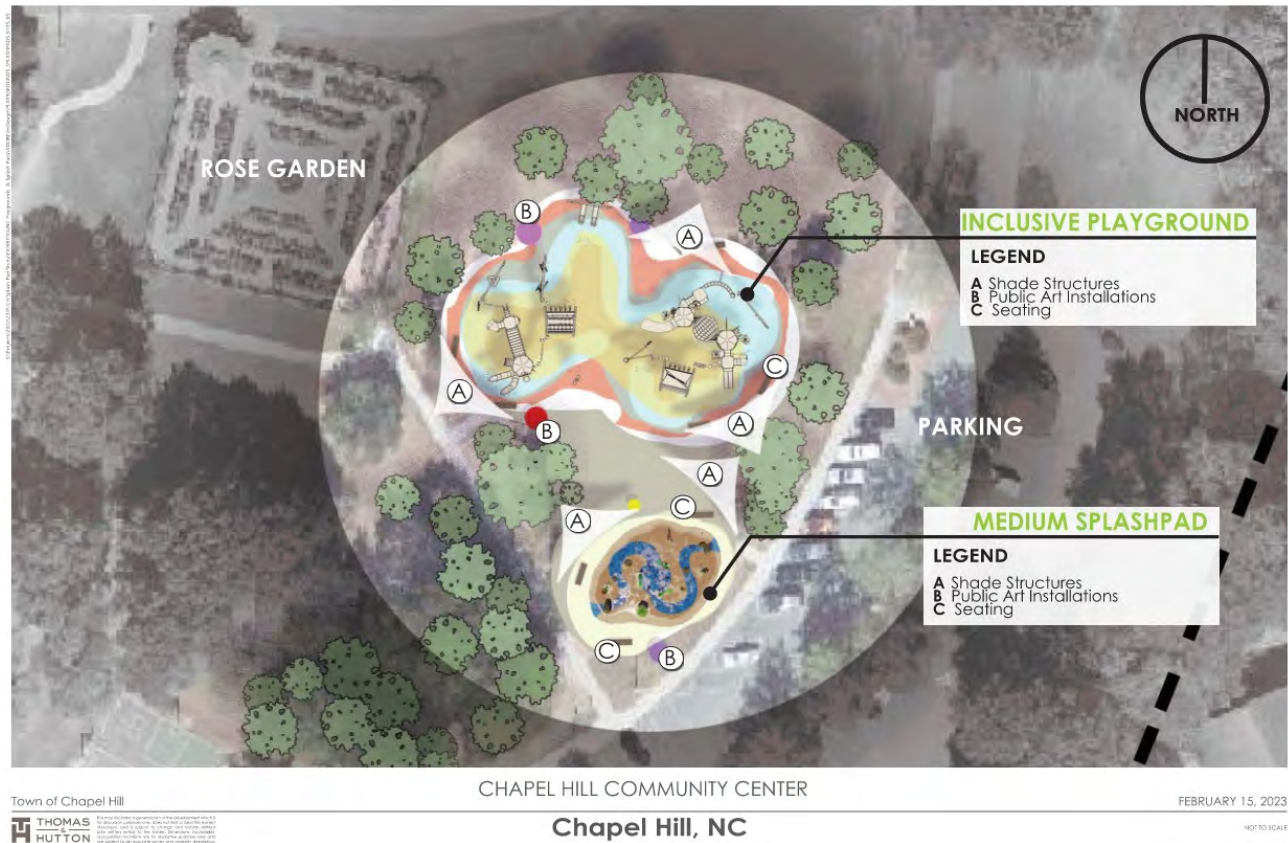 NORTH
ROSE GARDEN
B
A
INCLUSIVE PLAYGROUND
LEGEND
A Shade Structures
B Public Art Installations
C Seating
C
A
A
B
PARKING
A
C
A
MEDIUM SPLASHPAD
LEGEND
A Shade Structures
B Public Art Installations
C Seating
C
B
CHAPEL HILL COMMUNITY CENTER
Town of Chapel Hill
FEBRUARY 15, 2023
TH
THOMAS
&
HUTTON
Chapel Hill, NC
NOT TO SCALE